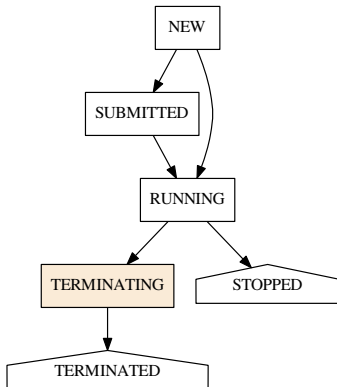 NEW
SUBMITTED
RUNNING
TERMINATING
STOPPED
TERMINATED